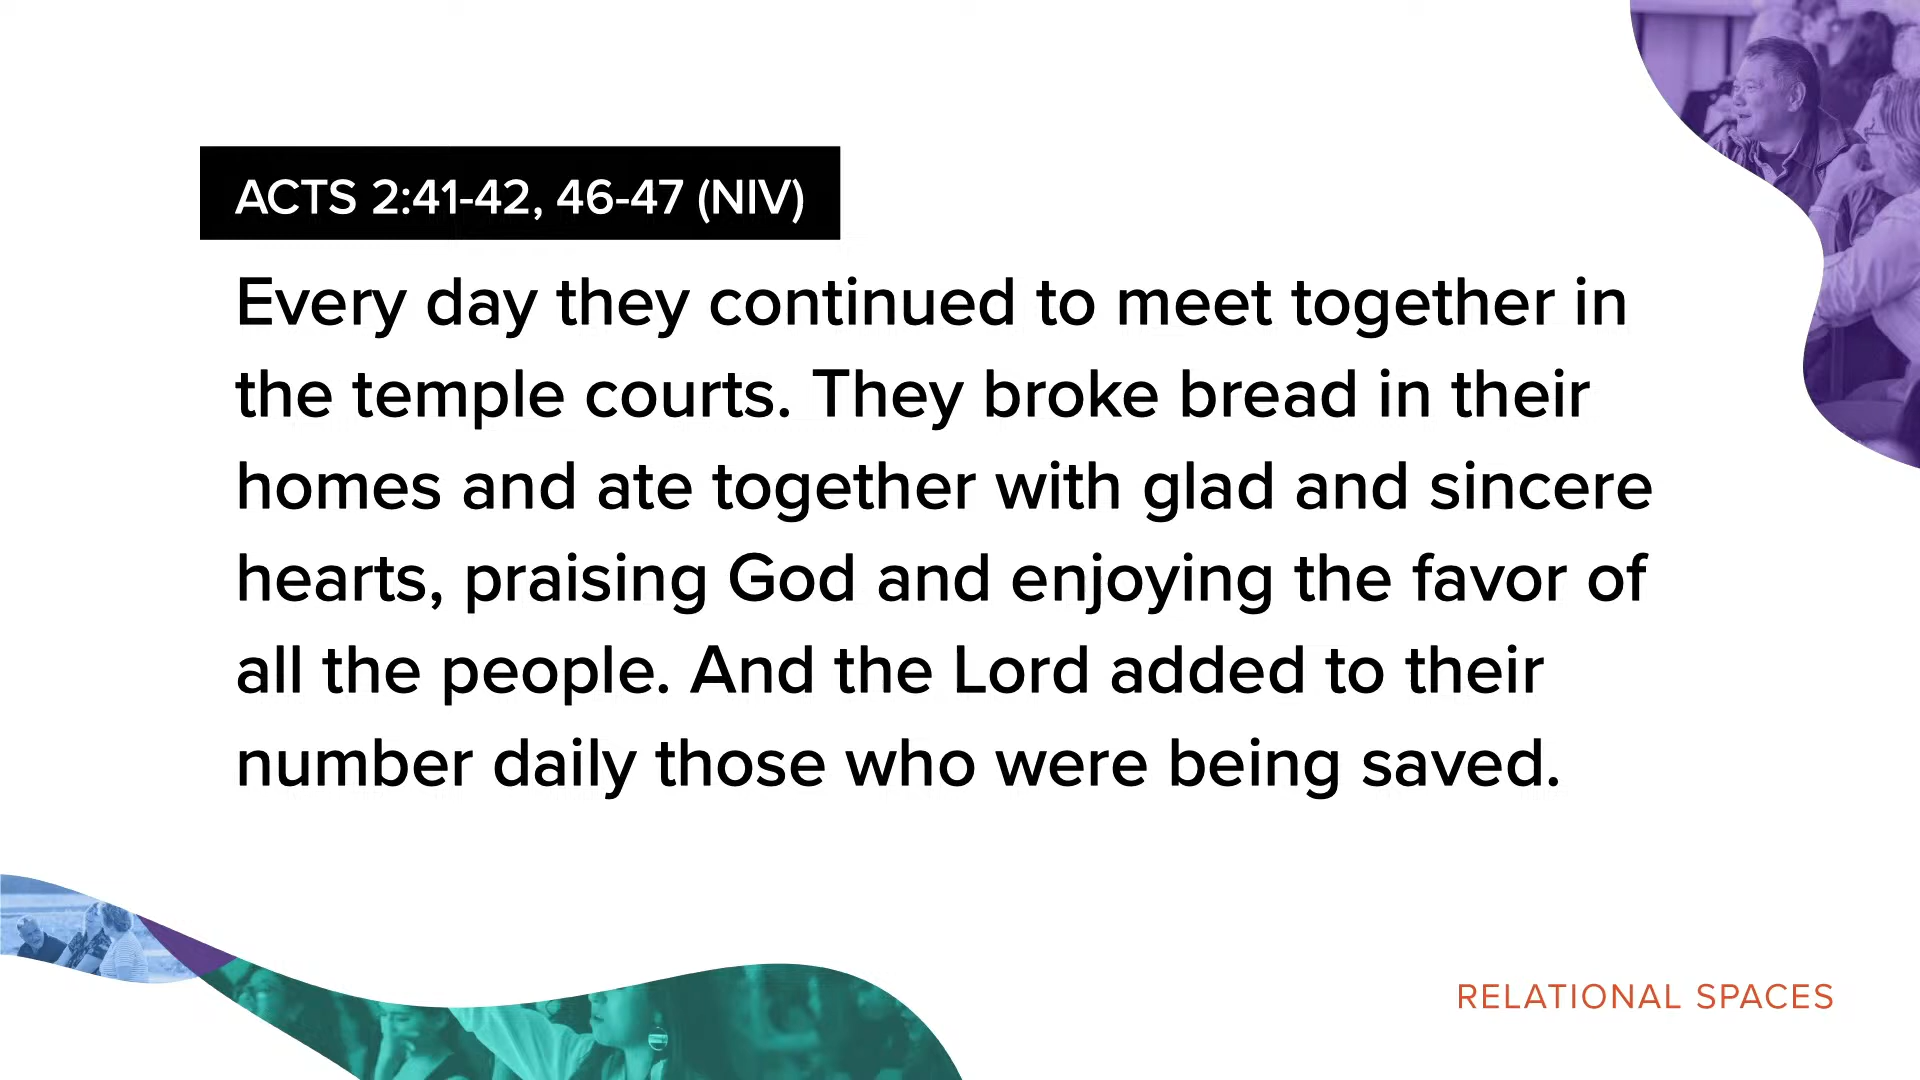 ACTS 2:41-42, 46-47 (NIV)
Every day they continued to meet together in
the temple courts. They broke bread in their
homes and ate together with glad and sincere
hearts, praising God and enjoying the favor of
all the people. And the Lord added to their
number daily those who were being saved.
RELATIONAL SPACES